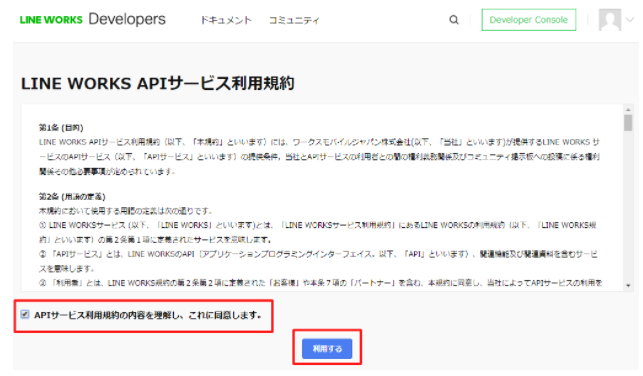 LINE WORKS Developers ドキュメント コミュニティ Developer Console
LINE WORKS APIサービス利用規約
第1条 (目的)
LINE WORKS APIサービス利用規約（以下、「本規約」といいます）には、ワークスモバイルジャパン株式会社(以下、「当社」といいます)が提供するLINE WORKS サ
ービスのAPIサービス（以下、「APIサービス」といいます）の提供条件，当社とAPIサービスの利用者との間の権利義務関係及びコミュニティ掲示板への投稿に係る権利
関係その他必要事項が定められています。
第2条 (用語の定義)
本規約において使用する用語の定義は次の通りです。
① LINE WORKSサービス (以下、「LINE WORKS」といいます)とは、「LINE WORKSサービス利用規約」にあるLINE WORKSの利用規約（以下、「LINE WORKS規
約」といいます）の第２条第１項に定義されたサービスを意味します。
② 「APIサービス」とは、LINE WORKSのAPI（アプリケーションプログラミングインターフェイス。以下、「API」といいます）、関連機能及び関連資料を含むサービ
スを意味します。
③ 「利用者」とは、LINE WORKS規約の第２条第２項に定義された「お客様」や本条７項の「パートナー」を含む、本規約に同意し、当社によってAPIサービスの利用を
APIサービス利用規約の内容を理解し、これに同意します。
利用する